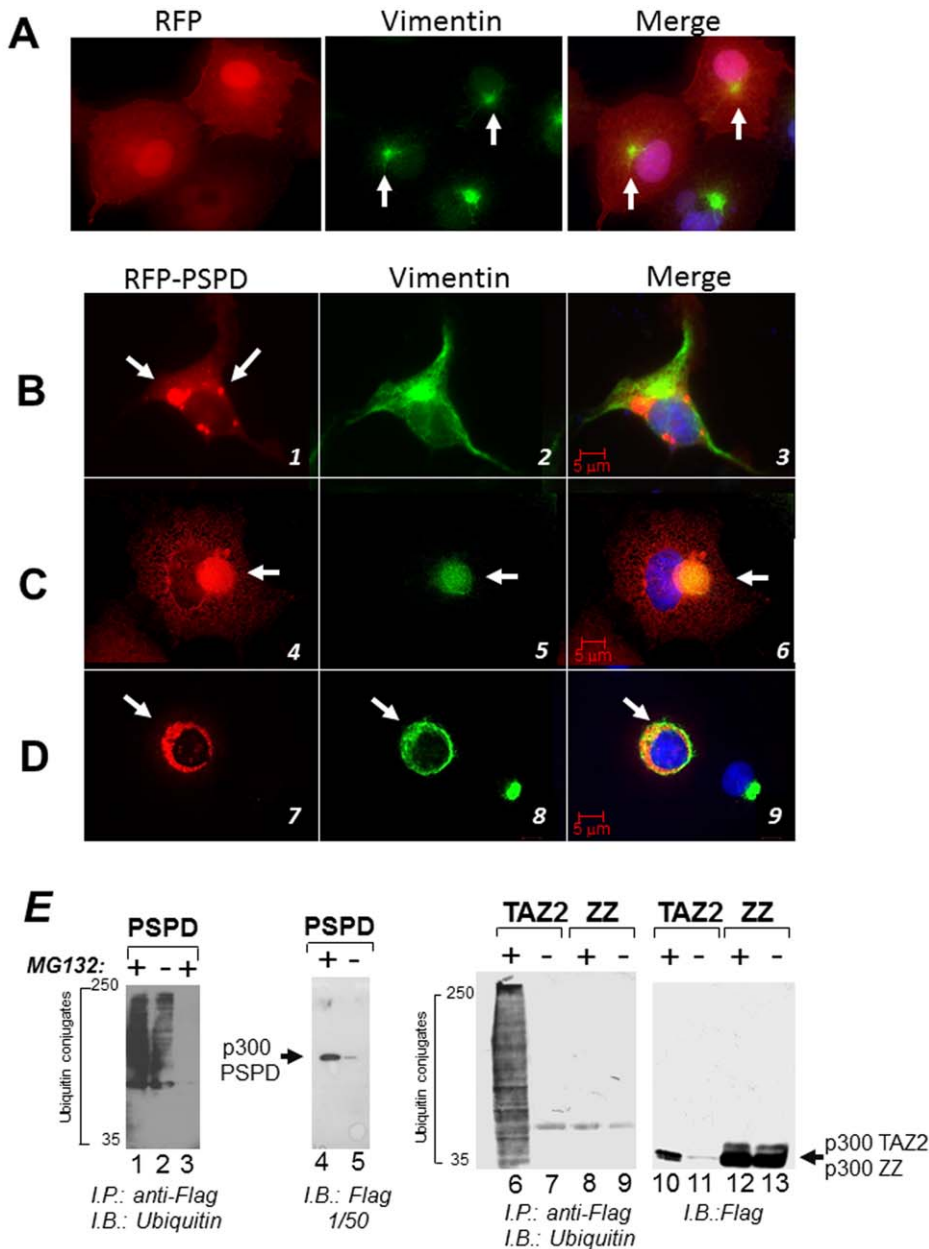 A
RFP Vimentin Merge
RFP-PSPD Vimentin Merge
B
1 2 3
5 µm
C
4 5 6
5 µm
D
7 8 9
5 µm
E
PSPD
MG132: + - +
250
Ubiquitin conjugates
35
1 2 3
I.P.: anti-Flag
I.B.: Ubiquitin
PSPD
+ -
p300
PSPD
4 5
I.B.: Flag
1/50
TAZ2 ZZ
+ - + -
250
Ubiquitin conjugates
35
6 7 8 9
I.P.: anti-Flag
I.B.: Ubiquitin
TAZ2 ZZ
+ - + -
p300 TAZ2
p300 ZZ
10 11 12 13
I.B.:Flag